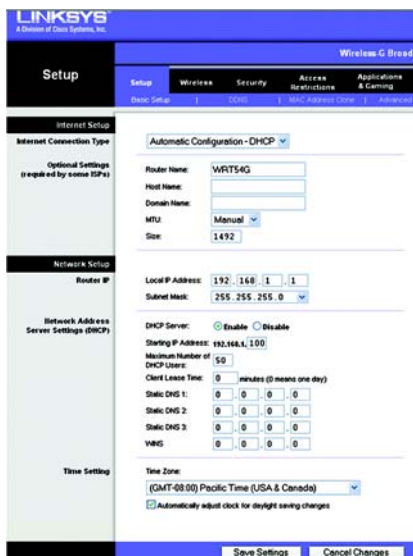 LINKSYS
A Division of Cisco Systems, Inc.
Wireless-G Broad
Setup
Setup Wireless Security Access Restrictions Applications & Gaming
Basic Setup | DDNS | MAC Address Clone | Advanced
Internet Setup
Internet Connection Type Automatic Configuration - DHCP
Optional Settings
(required by some ISPs)
Router Name: WRT54G
Host Name:
Domain Name:
MTU: Manual
Size: 1492
Network Setup
Router IP
Local IP Address: 192 . 168 . 1 . 1
Subnet Mask: 255.255.255.0
Network Address
Server Settings (DHCP)
DHCP Server: Enable Disable
Starting IP Address: 192.168.1. 100
Maximum Number of
DHCP Users: 50
Client Lease Time: 0 minutes (0 means one day)
Static DNS 1: 0 . 0 . 0 . 0
Static DNS 2: 0 . 0 . 0 . 0
Static DNS 3: 0 . 0 . 0 . 0
WINS 0 . 0 . 0 . 0
Time Setting
Time Zone:
(GMT-08:00) Pacific Time (USA & Canada)
Automatically adjust clock for daylight saving changes
Save Settings Cancel Changes